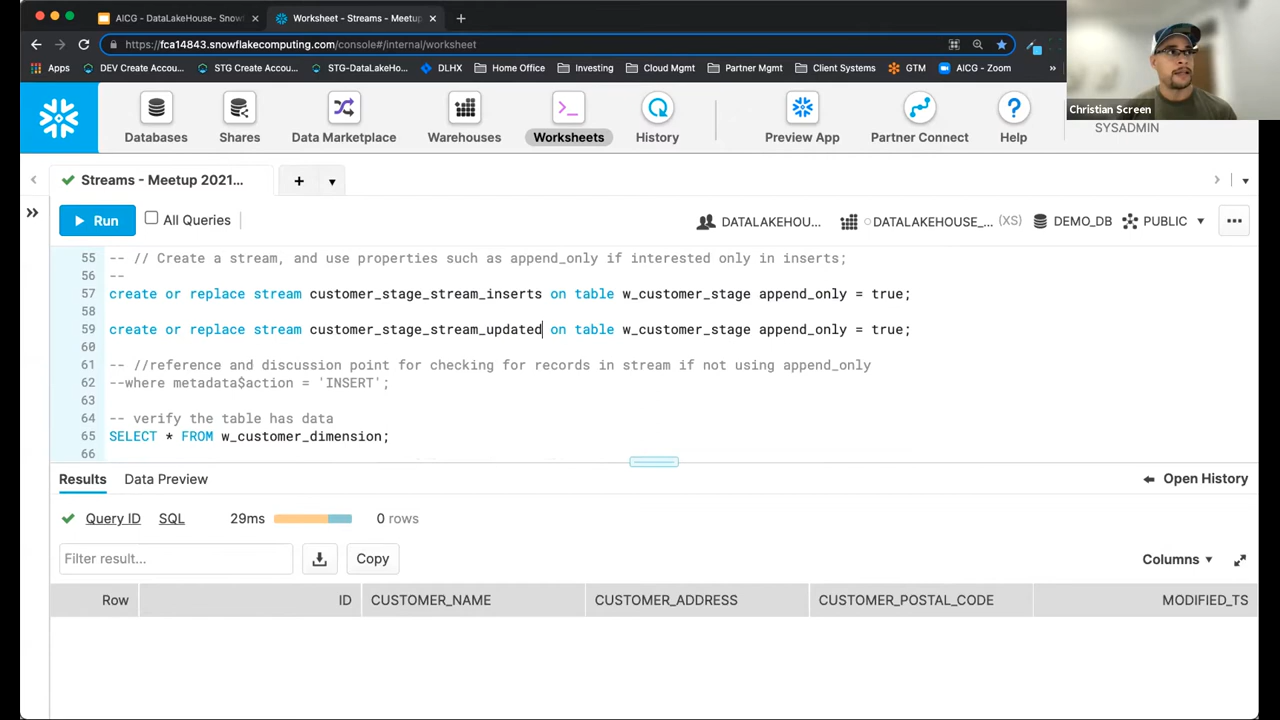 AICG - DataLakeHouse- Snowf
Worksheet - Streams - Meetup
https://fca14843.snowflakecomputing.com/console#/internal/worksheet
Apps
DEV Create Accou...
STG Create Accoun...
STG-DataLakeHo...
DLHX
Home Office
Investing
Cloud Mgmt
Partner Mgmt
Client Systems
GTM
AICG - Zoom
»
Christian Screen
Databases
Shares
Data Marketplace
Warehouses
Worksheets
History
Preview App
Partner Connect
Help
SYSADMIN
Streams - Meetup 2021...
Run
All Queries
DATALAKEHOU...
DATALAKEHOUSE_... (XS)
DEMO_DB
PUBLIC
55 -- // Create a stream, and use properties such as append_only if interested only in inserts;
56 --
57 create or replace stream customer_stage_stream_inserts on table w_customer_stage append_only = true;
58
59 create or replace stream customer_stage_stream_updated on table w_customer_stage append_only = true;
60
61 -- //reference and discussion point for checking for records in stream if not using append_only
62 --where metadata$action = 'INSERT';
63
64 -- verify the table has data
65 SELECT * FROM w_customer_dimension;
66
Results
Data Preview
Open History
Query ID
SQL
29ms
0 rows
Filter result...
Copy
Columns
Row
ID
CUSTOMER_NAME
CUSTOMER_ADDRESS
CUSTOMER_POSTAL_CODE
MODIFIED_TS